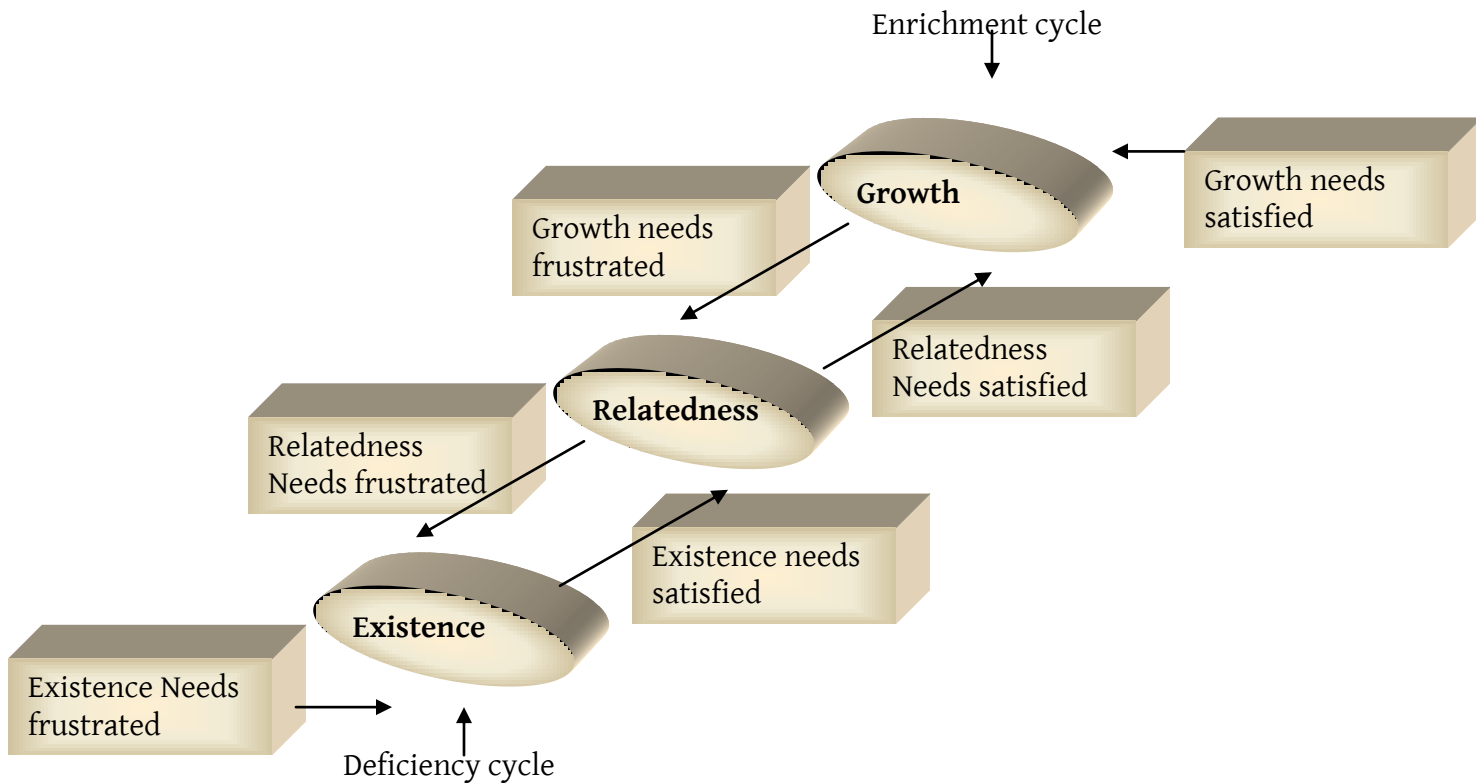 Enrichment cycle
Growth
Growth needs
satisfied
Growth needs
frustrated
Relatedness
Needs satisfied
Relatedness
Relatedness
Needs frustrated
Existence needs
satisfied
Existence
Existence Needs
frustrated
Deficiency cycle